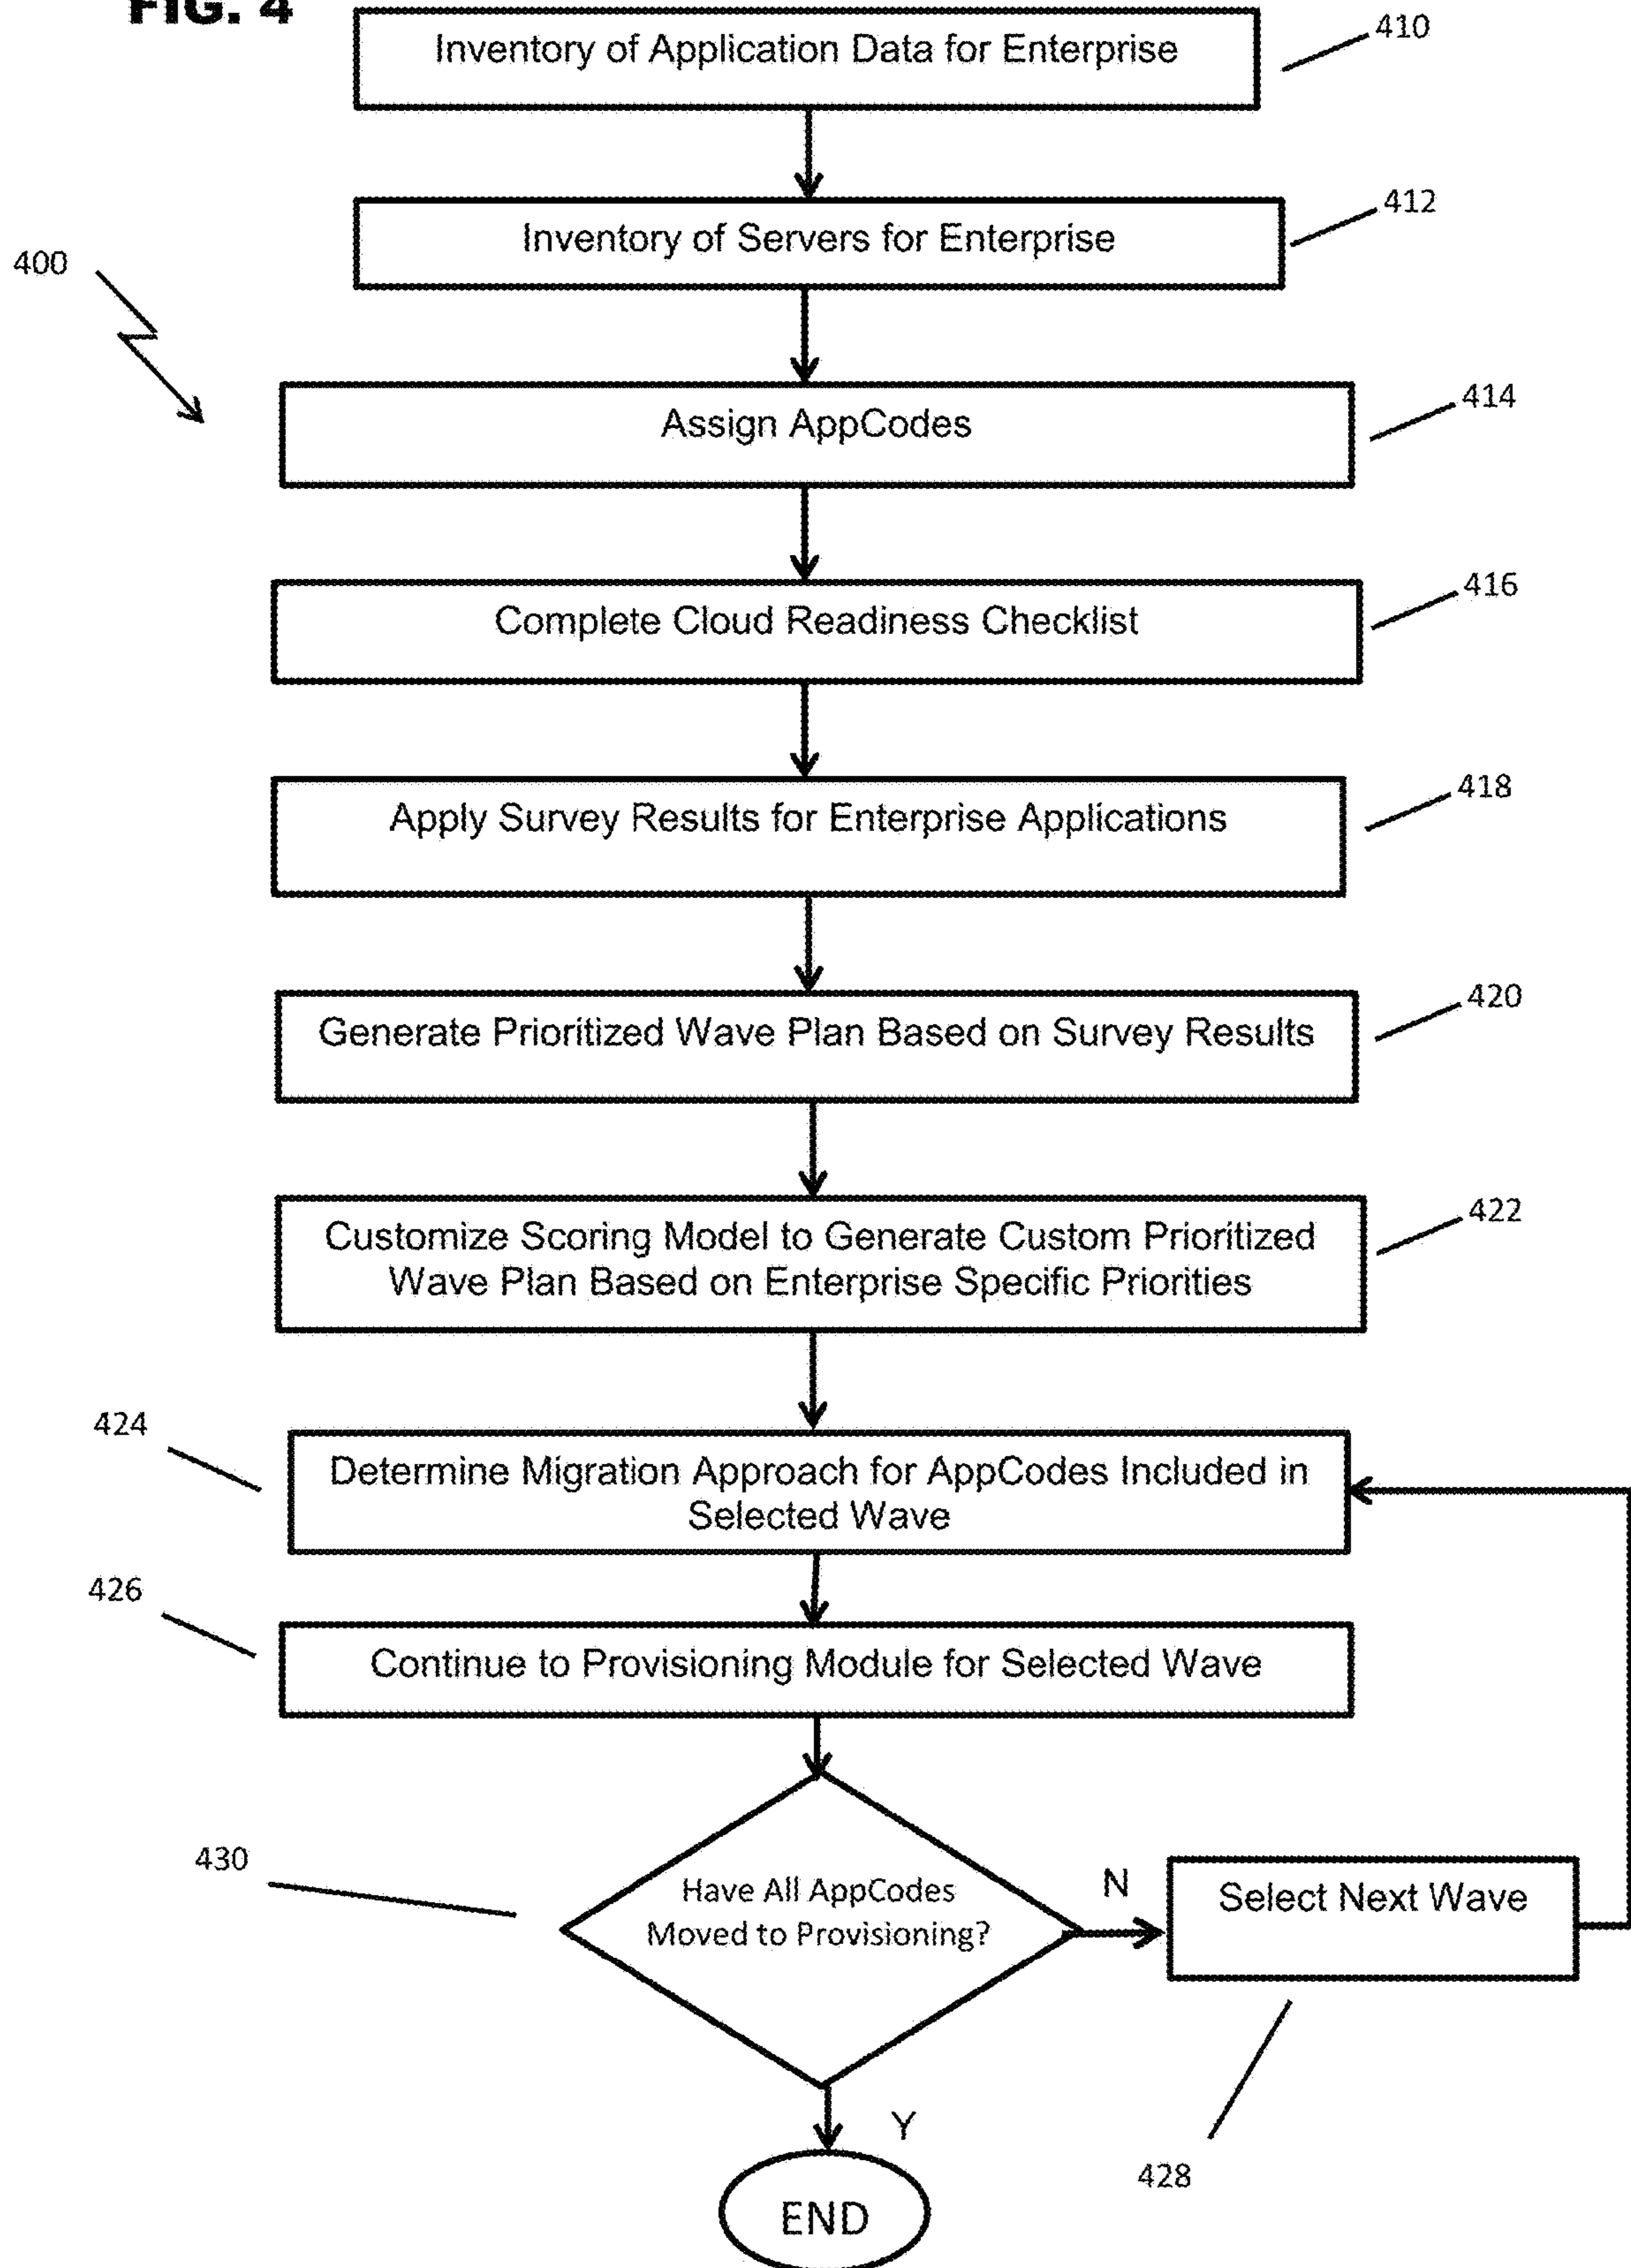 FIG. 4
Inventory of Application Data for Enterprise
410
Inventory of Servers for Enterprise
412
400
Assign AppCodes
414
Complete Cloud Readiness Checklist
416
Apply Survey Results for Enterprise Applications
418
Generate Prioritized Wave Plan Based on Survey Results
420
Customize Scoring Model to Generate Custom Prioritized
Wave Plan Based on Enterprise Specific Priorities
422
424
Determine Migration Approach for AppCodes Included in
Selected Wave
426
Continue to Provisioning Module for Selected Wave
430
Have All AppCodes
Moved to Provisioning?
N
Select Next Wave
Y
428
END